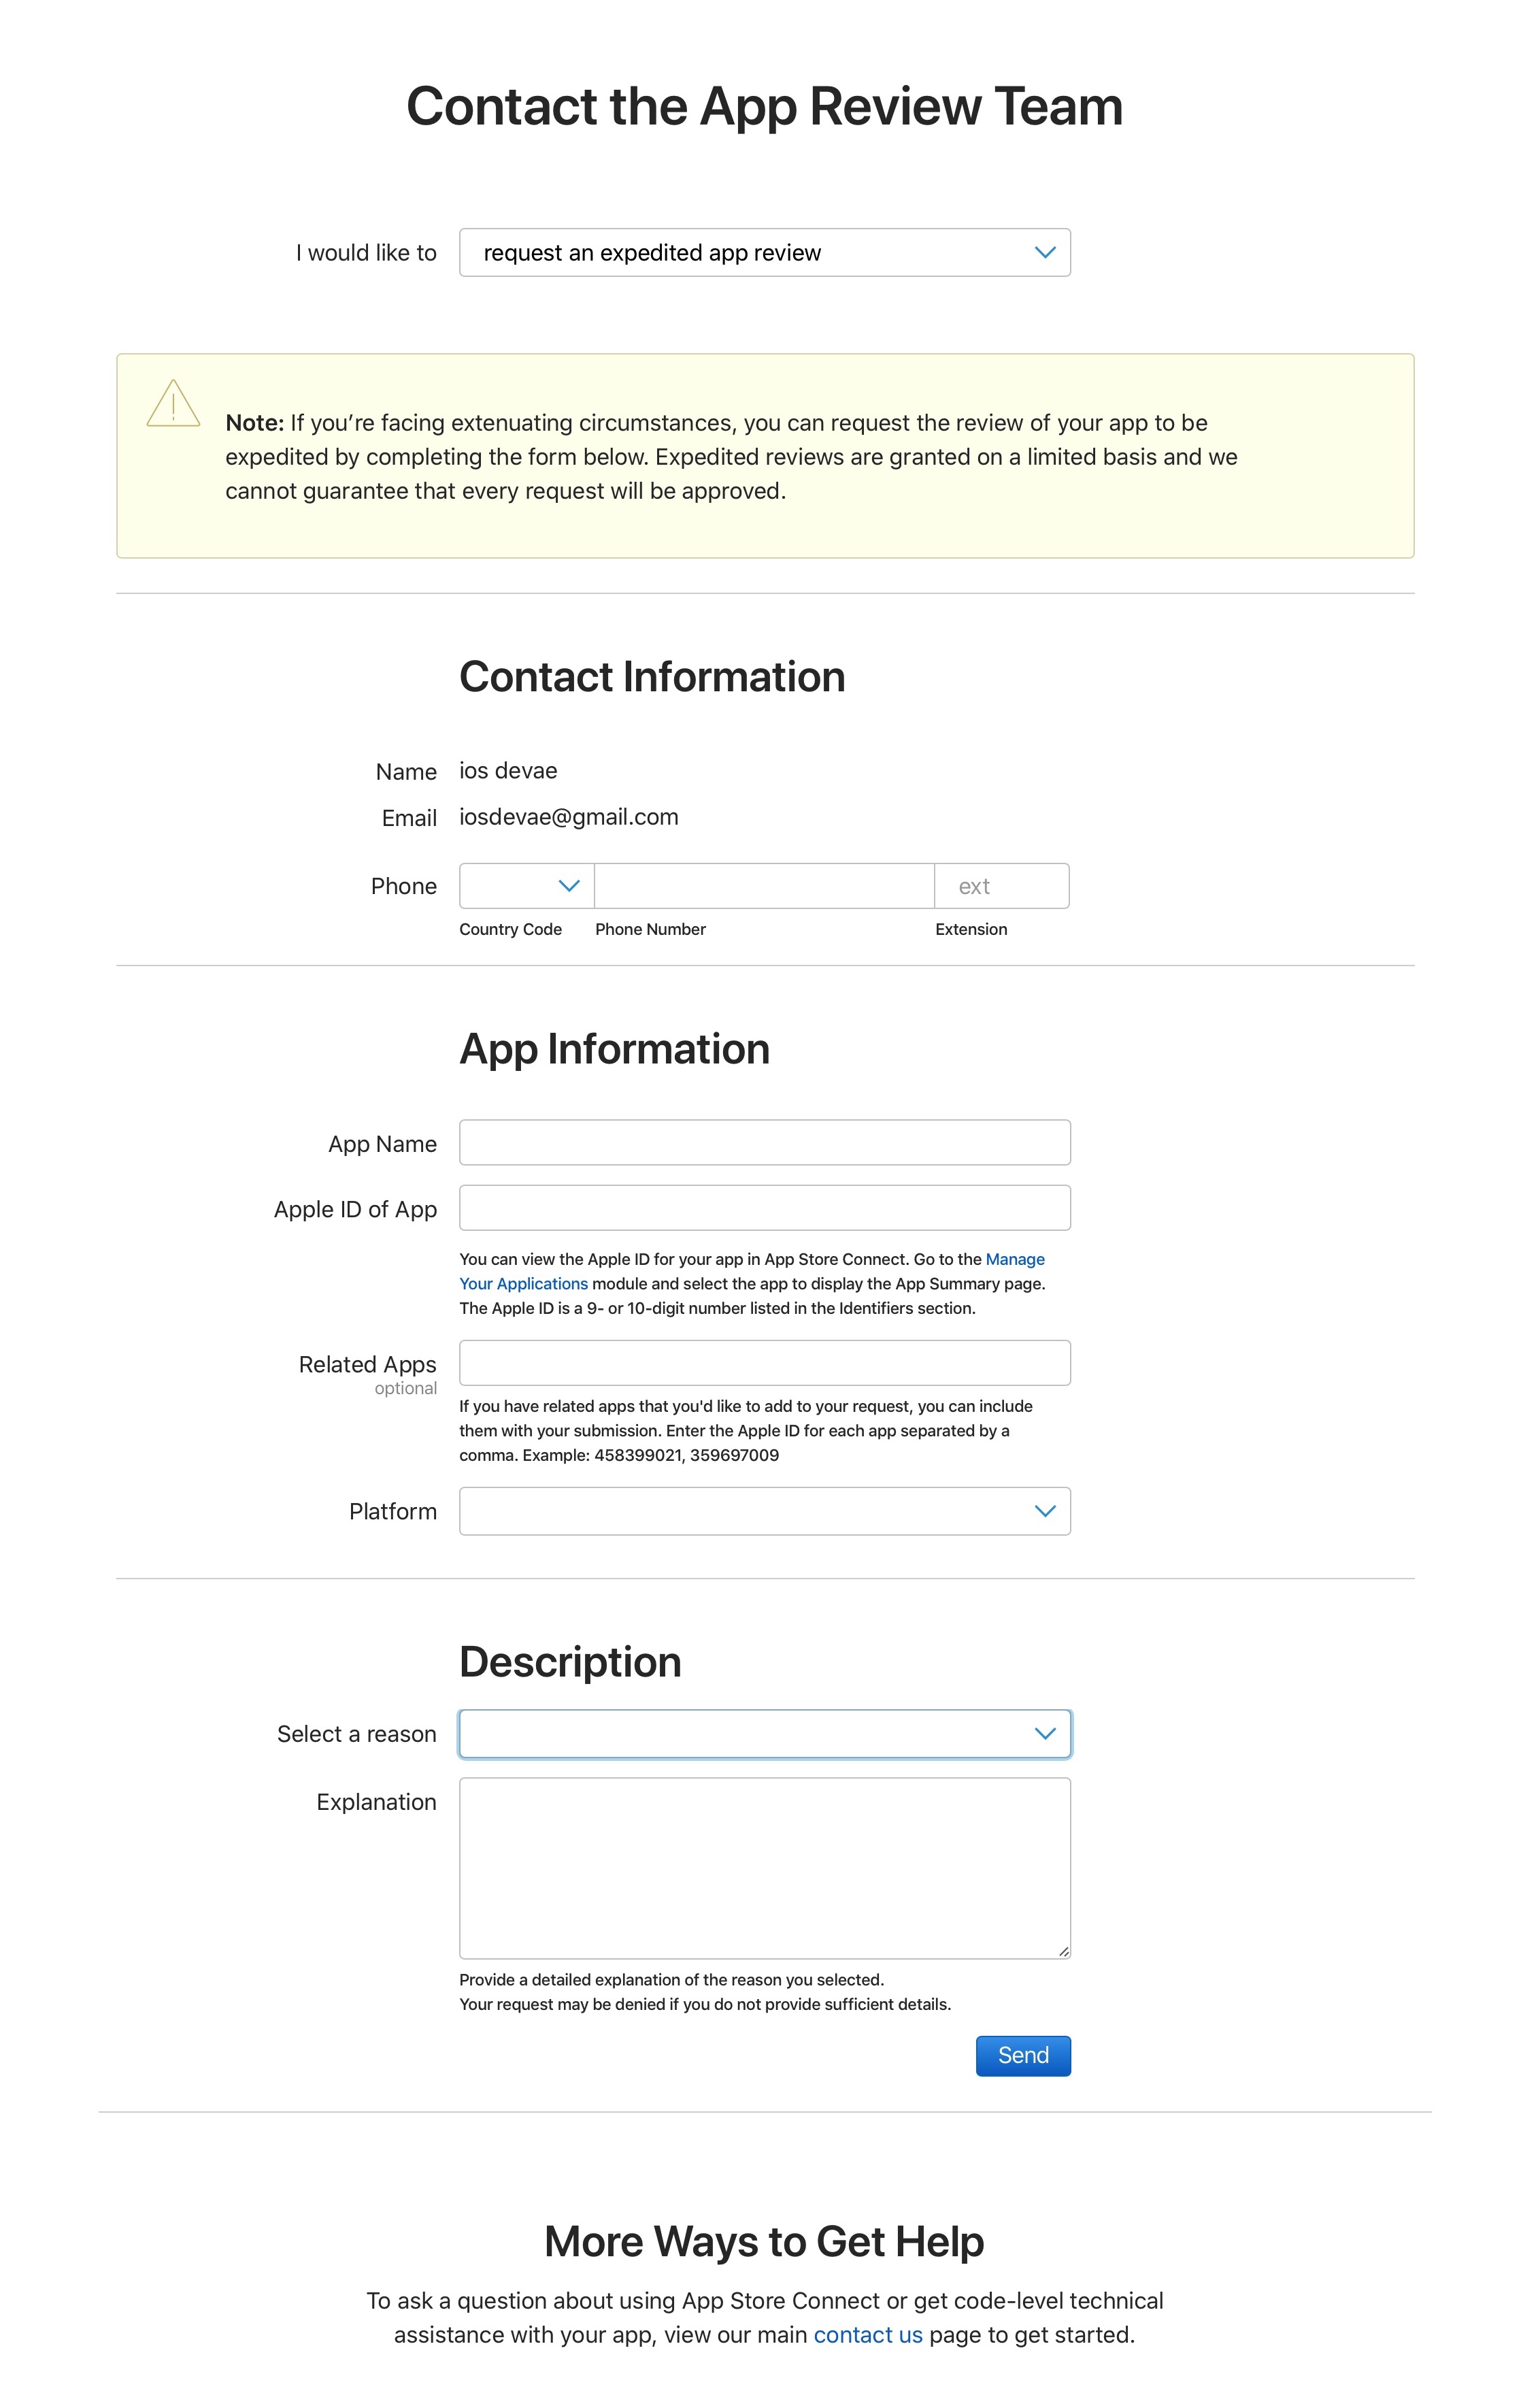 Contact the App Review Team
I would like to
request an expedited app review
Note: If you’re facing extenuating circumstances, you can request the review of your app to be
expedited by completing the form below. Expedited reviews are granted on a limited basis and we
cannot guarantee that every request will be approved.
Contact Information
Name
ios devae
Email
iosdevae@gmail.com
Phone
ext
Country Code
Phone Number
Extension
App Information
App Name
Apple ID of App
You can view the Apple ID for your app in App Store Connect. Go to the Manage
Your Applications module and select the app to display the App Summary page.
The Apple ID is a 9- or 10-digit number listed in the Identifiers section.
Related Apps
optional
If you have related apps that you'd like to add to your request, you can include
them with your submission. Enter the Apple ID for each app separated by a
comma. Example: 458399021, 359697009
Platform
Description
Select a reason
Explanation
Provide a detailed explanation of the reason you selected.
Your request may be denied if you do not provide sufficient details.
Send
More Ways to Get Help
To ask a question about using App Store Connect or get code-level technical
assistance with your app, view our main contact us page to get started.